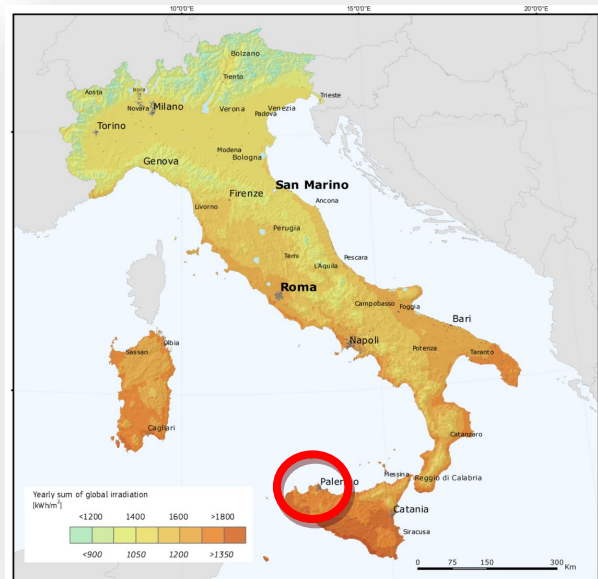 10°0'0"E 15°0'0"E 20°0'0"E
Bolzano
Trento
Aosta
Novara
Milano
Verona
Padova
Venezia
Trieste
Torino
Modena
Bologna
Genova
San Marino
Firenze
Ancona
Livorno
Perugia
Terni
L'Aquila
Pescara
Roma
Campobasso
Foggia
Bari
Napoli
Potenza
Taranto
Olbia
Sassari
Cagliari
Catanzaro
Messina
Reggio di Calabria
Catania
Siracusa
Yearly sum of global irradiation
[kWh/m²]
<1200 1400 1600 >1800
<900 1050 1200 >1350
0 75 150 300 Km